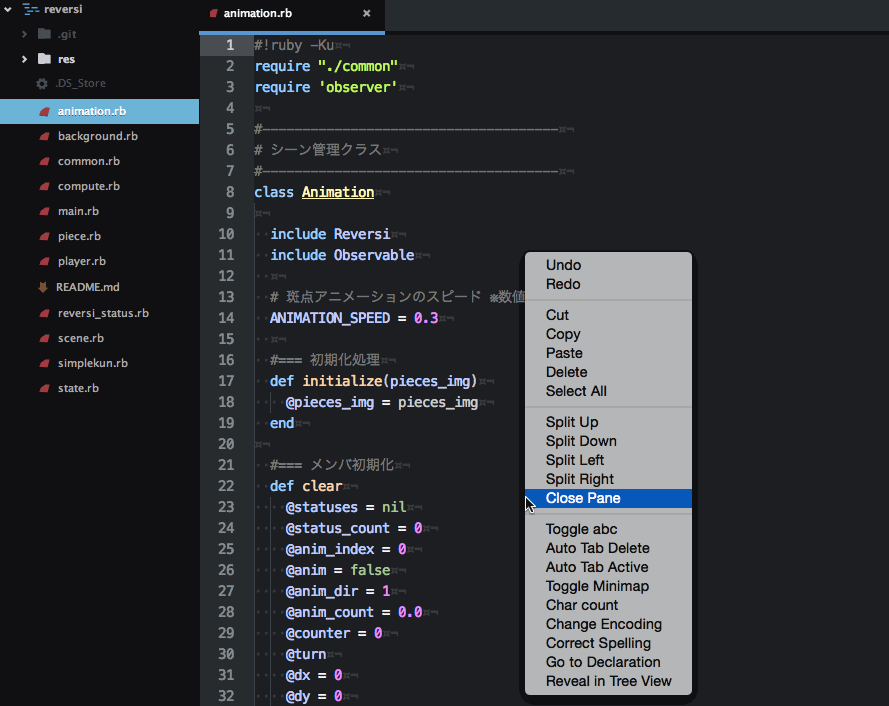 reversi
.git
res
.DS_Store
animation.rb
background.rb
common.rb
compute.rb
main.rb
piece.rb
player.rb
README.md
reversi_status.rb
scene.rb
simplekun.rb
state.rb
animation.rb ×
1 #!ruby -Ku¤¬
2 require "./common"¤¬
3 require 'observer'¤¬
4 ¤¬
5 #-------------------------------------¤¬
6 # シーン管理クラス¤¬
7 #-------------------------------------¤¬
8 class Animation¤¬
9 ¤¬
10 ··include Reversi¤¬
11 ··include Observable¤¬
12 ··¤¬
13 ··# 斑点アニメーションのスピード ※数値
14 ··ANIMATION_SPEED = 0.3¤¬
15 ··¤¬
16 ··#=== 初期化処理¤¬
17 ··def initialize(pieces_img)¤¬
18 ····@pieces_img = pieces_img¤¬
19 ··end¤¬
20 ¤¬
21 ··#=== メンバ初期化¤¬
22 ··def clear¤¬
23 ····@statuses = nil¤¬
24 ····@status_count = 0¤¬
25 ····@anim_index = 0¤¬
26 ····@anim = false¤¬
27 ····@anim_dir = 1¤¬
28 ····@anim_count = 0.0¤¬
29 ····@counter = 0¤¬
30 ····@turn¤¬
31 ····@dx = 0¤¬
32 ····@dy = 0¤¬
Undo
Redo
Cut
Copy
Paste
Delete
Select All
Split Up
Split Down
Split Left
Split Right
Close Pane
Toggle abc
Auto Tab Delete
Auto Tab Active
Toggle Minimap
Char count
Change Encoding
Correct Spelling
Go to Declaration
Reveal in Tree View